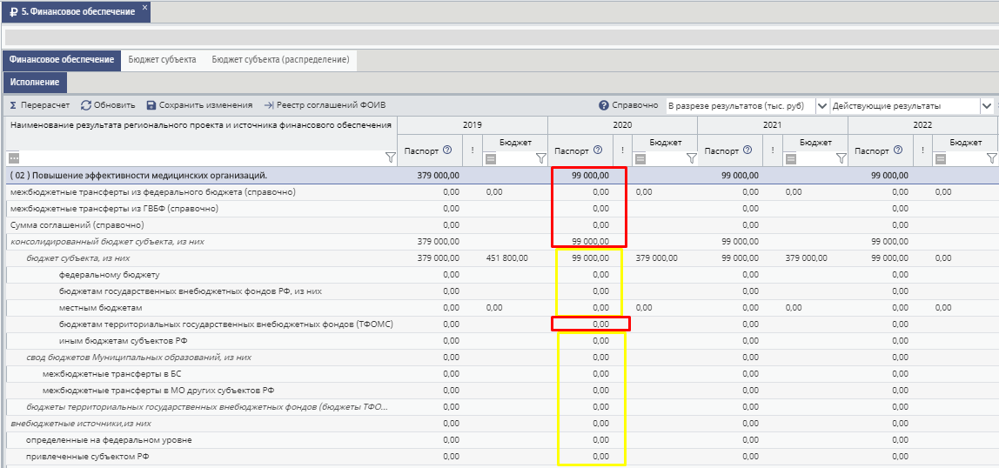 ₽ 5. Финансовое обеспечение ×
Финансовое обеспечение Бюджет субъекта Бюджет субъекта (распределение)
Исполнение
Σ Перерасчет Обновить Сохранить изменения Реестр соглашений ФОИВ ? Справочно В разрезе результатов (тыс. руб) Действующие результаты
Наименование результата регионального проекта и источника финансового обеспечения 2019 2020 2021 2022
Паспорт ? ! Бюджет Паспорт ? ! Бюджет Паспорт ? ! Бюджет Паспорт ? ! Бюджет
( 02 ) Повышение эффективности медицинских организаций. 379 000,00 99 000,00 99 000,00 99 000,00
межбюджетные трансферты из федерального бюджета (справочно) 0,00 0,00 0,00 0,00 0,00 0,00 0,00 0,00
межбюджетные трансферты из ГВБФ (справочно) 0,00 0,00 0,00 0,00
Сумма соглашений (справочно) 0,00 0,00 0,00 0,00
консолидированный бюджет субъекта, из них 379 000,00 99 000,00 99 000,00 99 000,00
бюджет субъекта, из них 379 000,00 451 800,00 99 000,00 379 000,00 99 000,00 379 000,00 99 000,00 0,00
федеральному бюджету 0,00 0,00 0,00 0,00
бюджетам государственных внебюджетных фондов РФ, из них 0,00 0,00 0,00 0,00
местным бюджетам 0,00 0,00 0,00 0,00 0,00 0,00 0,00 0,00
бюджетам территориальных государственных внебюджетных фондов (ТФОМС) 0,00 0,00 0,00 0,00
иным бюджетам субъектов РФ 0,00 0,00 0,00 0,00
свод бюджетов Муниципальных образований, из них 0,00 0,00 0,00 0,00
межбюджетные трансферты в БС 0,00 0,00 0,00 0,00
межбюджетные трансферты в МО других субъектов РФ 0,00 0,00 0,00 0,00
бюджеты территориальных государственных внебюджетных фондов (бюджеты ТФО... 0,00 0,00 0,00 0,00
внебюджетные источники,из них 0,00 0,00 0,00 0,00
определенные на федеральном уровне 0,00 0,00 0,00 0,00
привлеченные субъектом РФ 0,00 0,00 0,00 0,00